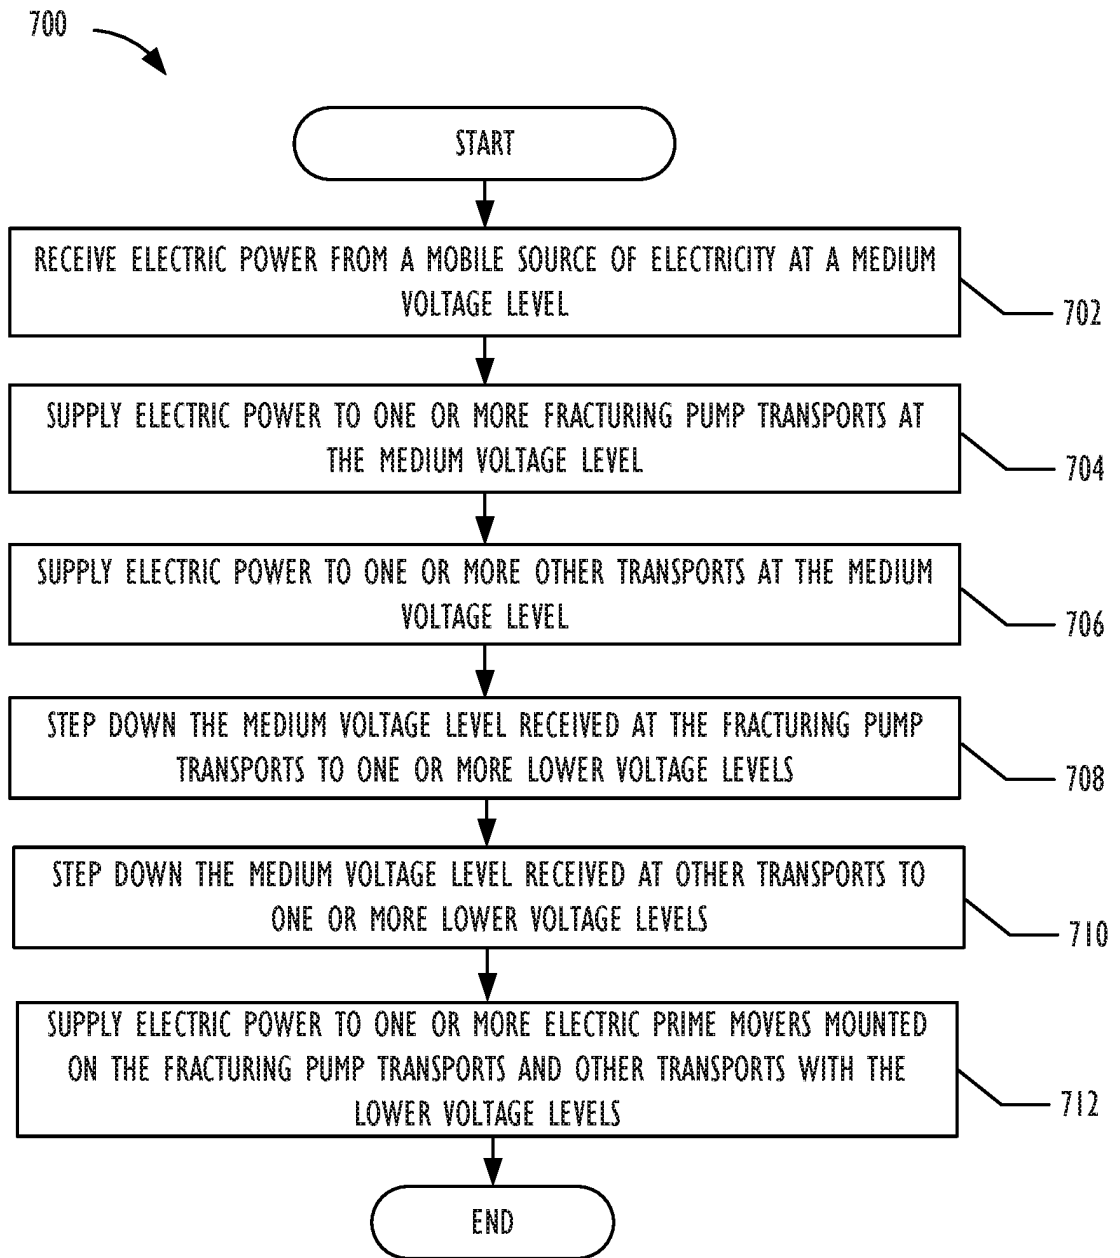 700
START
RECEIVE ELECTRIC POWER FROM A MOBILE SOURCE OF ELECTRICITY AT A MEDIUM
VOLTAGE LEVEL
702
SUPPLY ELECTRIC POWER TO ONE OR MORE FRACTURING PUMP TRANSPORTS AT
THE MEDIUM VOLTAGE LEVEL
704
SUPPLY ELECTRIC POWER TO ONE OR MORE OTHER TRANSPORTS AT THE MEDIUM
VOLTAGE LEVEL
706
STEP DOWN THE MEDIUM VOLTAGE LEVEL RECEIVED AT THE FRACTURING PUMP
TRANSPORTS TO ONE OR MORE LOWER VOLTAGE LEVELS
708
STEP DOWN THE MEDIUM VOLTAGE LEVEL RECEIVED AT OTHER TRANSPORTS TO
ONE OR MORE LOWER VOLTAGE LEVELS
710
SUPPLY ELECTRIC POWER TO ONE OR MORE ELECTRIC PRIME MOVERS MOUNTED
ON THE FRACTURING PUMP TRANSPORTS AND OTHER TRANSPORTS WITH THE
LOWER VOLTAGE LEVELS
712
END